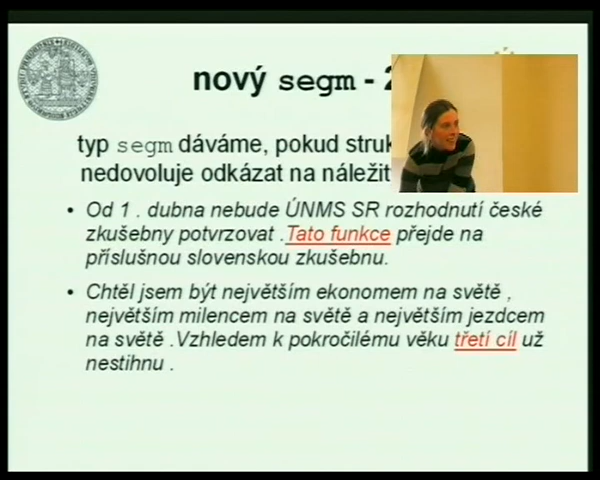 nový segm - 2
typ segm dáváme, pokud struk
nedovoluje odkázat na náležit
• Od 1 . dubna nebude ÚNMS SR rozhodnutí české
zkušebny potvrzovat .Tato funkce přejde na
příslušnou slovenskou zkušebnu.
• Chtěl jsem být největším ekonomem na světě ,
největším milencem na světě a největším jezdcem
na světě .Vzhledem k pokročilému věku třetí cíl už
nestihnu .